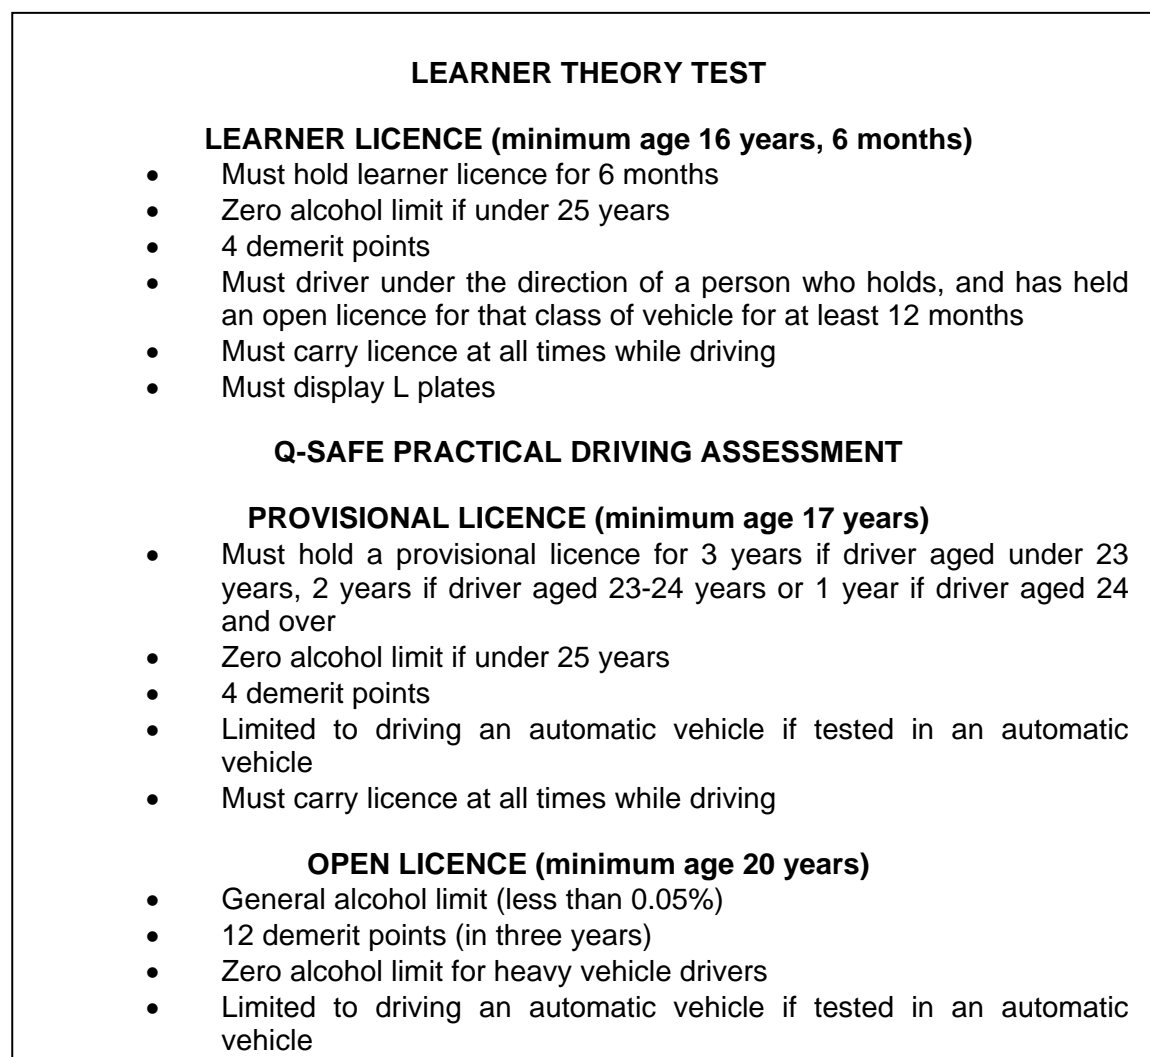 LEARNER THEORY TEST
LEARNER LICENCE (minimum age 16 years, 6 months)
• Must hold learner licence for 6 months
• Zero alcohol limit if under 25 years
• 4 demerit points
• Must driver under the direction of a person who holds, and has held
an open licence for that class of vehicle for at least 12 months
• Must carry licence at all times while driving
• Must display L plates
Q-SAFE PRACTICAL DRIVING ASSESSMENT
PROVISIONAL LICENCE (minimum age 17 years)
• Must hold a provisional licence for 3 years if driver aged under 23
years, 2 years if driver aged 23-24 years or 1 year if driver aged 24
and over
• Zero alcohol limit if under 25 years
• 4 demerit points
• Limited to driving an automatic vehicle if tested in an automatic
vehicle
• Must carry licence at all times while driving
OPEN LICENCE (minimum age 20 years)
• General alcohol limit (less than 0.05%)
• 12 demerit points (in three years)
• Zero alcohol limit for heavy vehicle drivers
• Limited to driving an automatic vehicle if tested in an automatic
vehicle